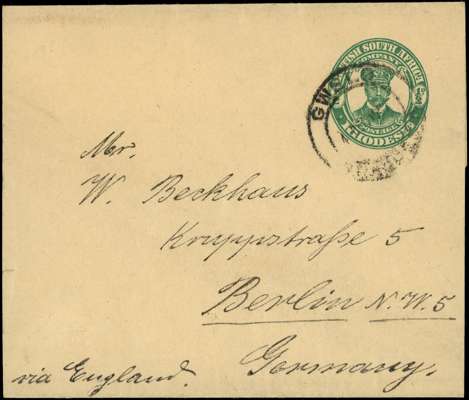 BRITISH SOUTH AFRICA
COMPANY
POSTAGE
RHODESIA
GWELO
Mr.
W. Beckhaus
Kruppstraße 5
Berlin N.W. 5
Germany.
via England.